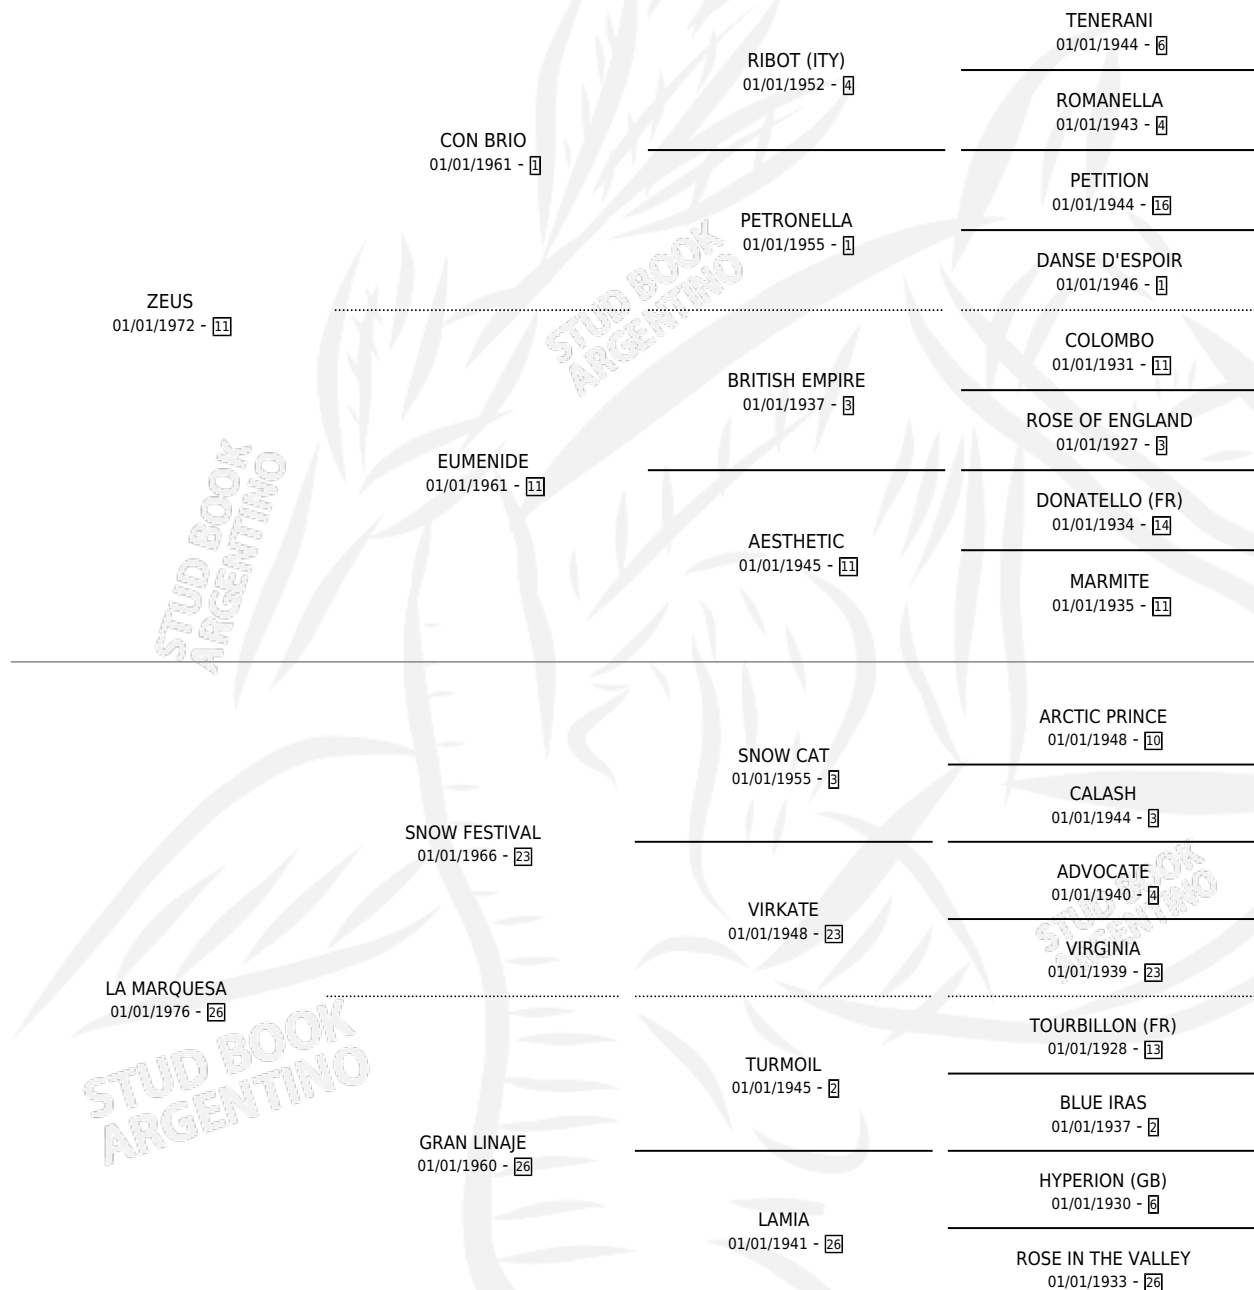 TENERANI
01/01/1944 - 6
RIBOT (ITY)
01/01/1952 - 4
ROMANELLA
01/01/1943 - 4
CON BRIO
01/01/1961 - 1
PETITION
01/01/1944 - 16
PETRONELLA
01/01/1955 - 1
DANSE D'ESPOIR
01/01/1946 - 1
ZEUS
01/01/1972 - 11
STUD BOOK
ARGENTINO
COLOMBO
01/01/1931 - 11
BRITISH EMPIRE
01/01/1937 - 3
ROSE OF ENGLAND
01/01/1927 - 3
EUMENIDE
01/01/1961 - 11
DONATELLO (FR)
01/01/1934 - 14
AESTHETIC
01/01/1945 - 11
MARMITE
01/01/1935 - 11
STUD BOOK
ARGENTINO
ARCTIC PRINCE
01/01/1948 - 10
SNOW CAT
01/01/1955 - 3
CALASH
01/01/1944 - 3
SNOW FESTIVAL
01/01/1966 - 23
ADVOCATE
01/01/1940 - 4
VIRKATE
01/01/1948 - 23
VIRGINIA
01/01/1939 - 23
STUD BOOK
ARGENTINO
LA MARQUESA
01/01/1976 - 26
STUD BOOK
ARGENTINO
TOURBILLON (FR)
01/01/1928 - 13
TURMOIL
01/01/1945 - 2
BLUE IRAS
01/01/1937 - 2
GRAN LINAJE
01/01/1960 - 26
HYPERION (GB)
01/01/1930 - 6
LAMIA
01/01/1941 - 26
ROSE IN THE VALLEY
01/01/1933 - 26